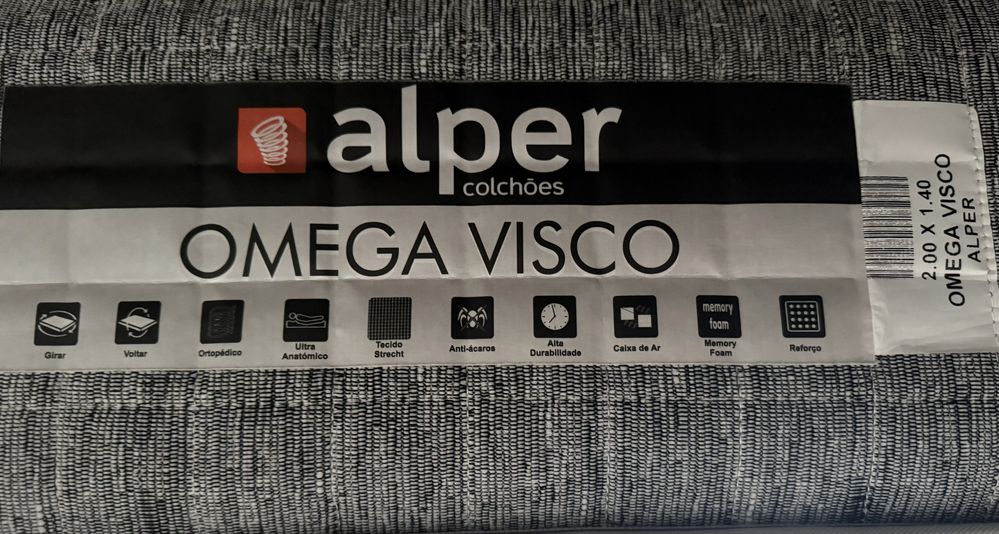 alper
colchões
OMEGA VISCO
Girar
Voltar
Ortopédico
Ultra
Anatómico
Tecido
Strecht
Anti-ácaros
Alta
Durabilidade
Caixa de Ar
memory
foam
Memory
Foam
Reforço
2.00 X 1.40
OMEGA VISCO
ALPER